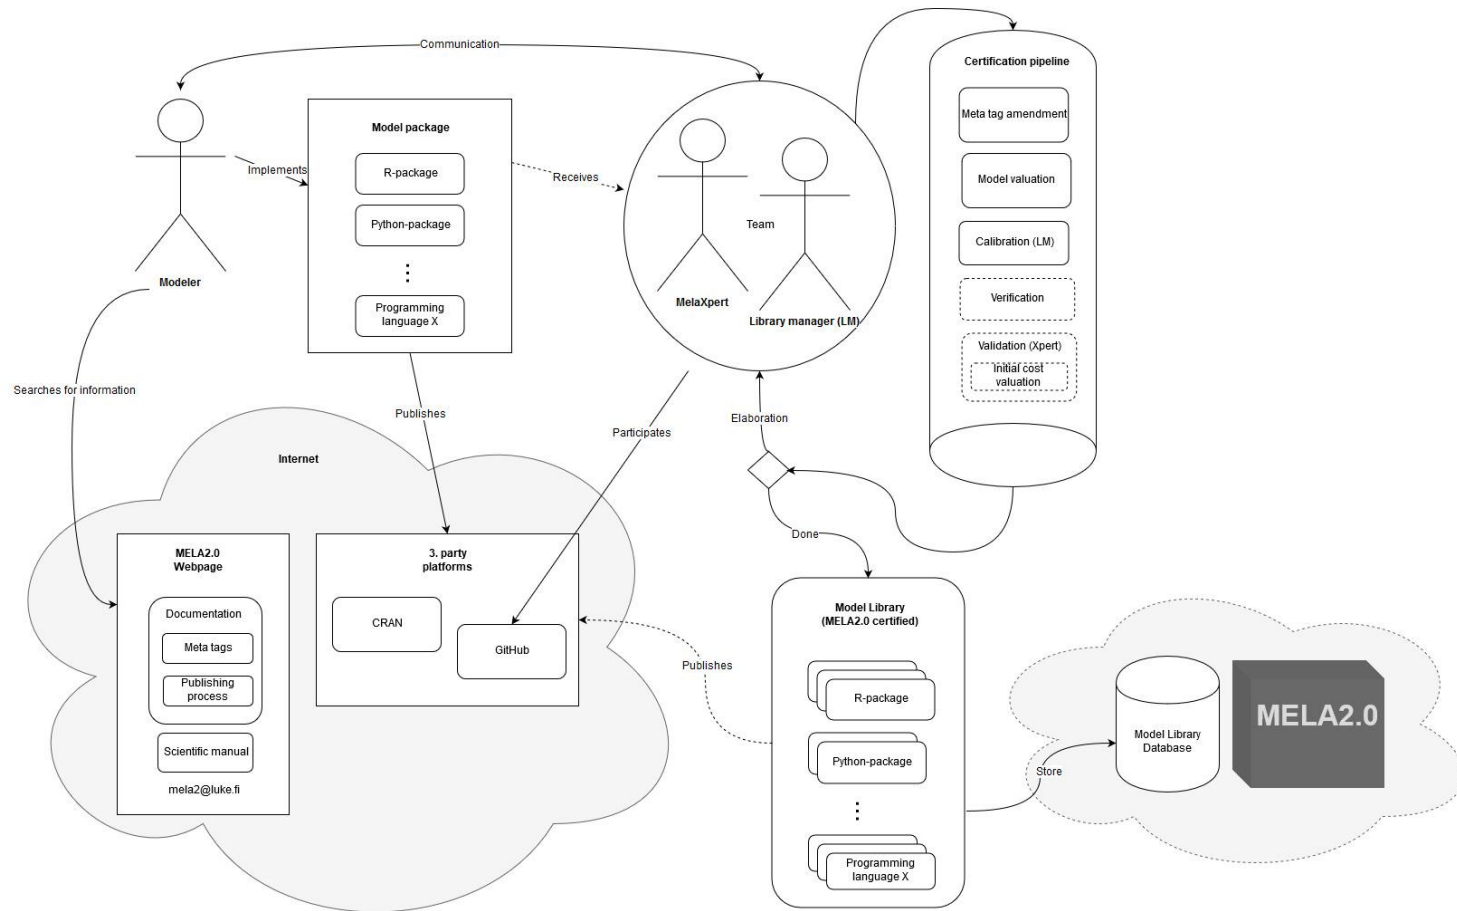 Communication
Certification pipeline
Meta tag amendment
Model valuation
Calibration (LM)
Verification
Validation (Xpert)
Initial cost
valuation
Model package
R-package
Python-package
⋮
Programming
language X
Implements
Receives
Team
MelaXpert
Library manager (LM)
Modeler
Searches for information
Publishes
Participates
Elaboration
Done
Internet
MELA2.0
Webpage
Documentation
Meta tags
Publishing
process
Scientific manual
mela2@luke.fi
3. party
platforms
CRAN
GitHub
Publishes
Model Library
(MELA2.0 certified)
R-package
Python-package
⋮
Programming
language X
Store
Model Library
Database
MELA2.0